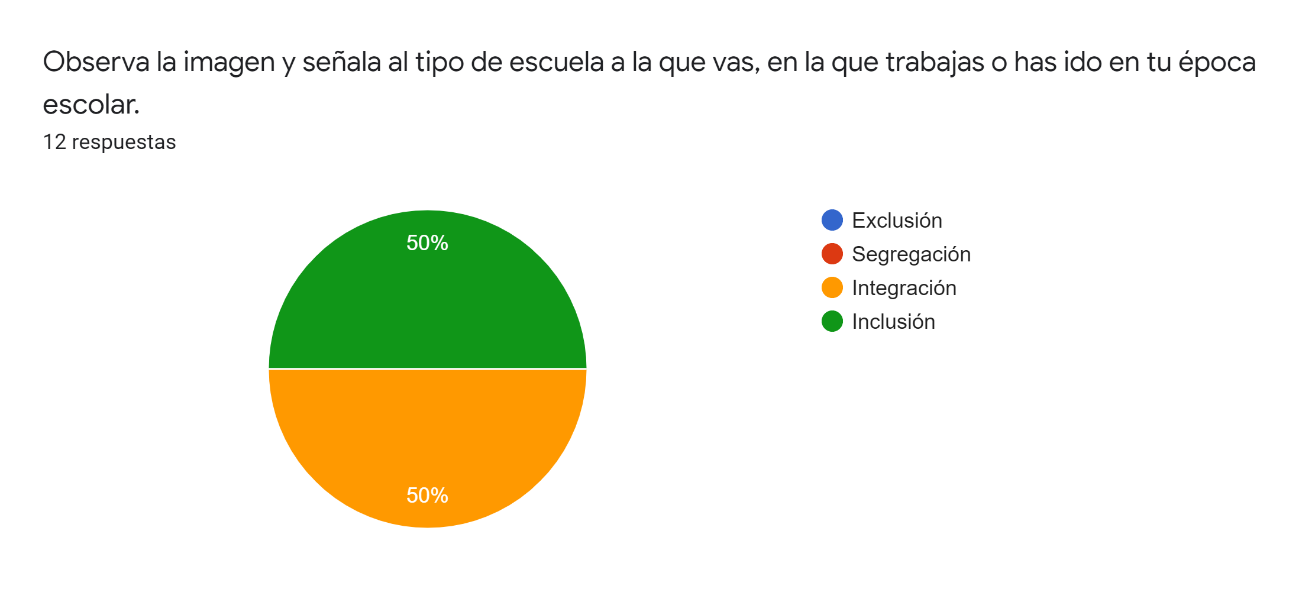 Observa la imagen y señala al tipo de escuela a la que vas, en la que trabajas o has ido en tu época
escolar.
12 respuestas
50%
50%
Exclusión
Segregación
Integración
Inclusión